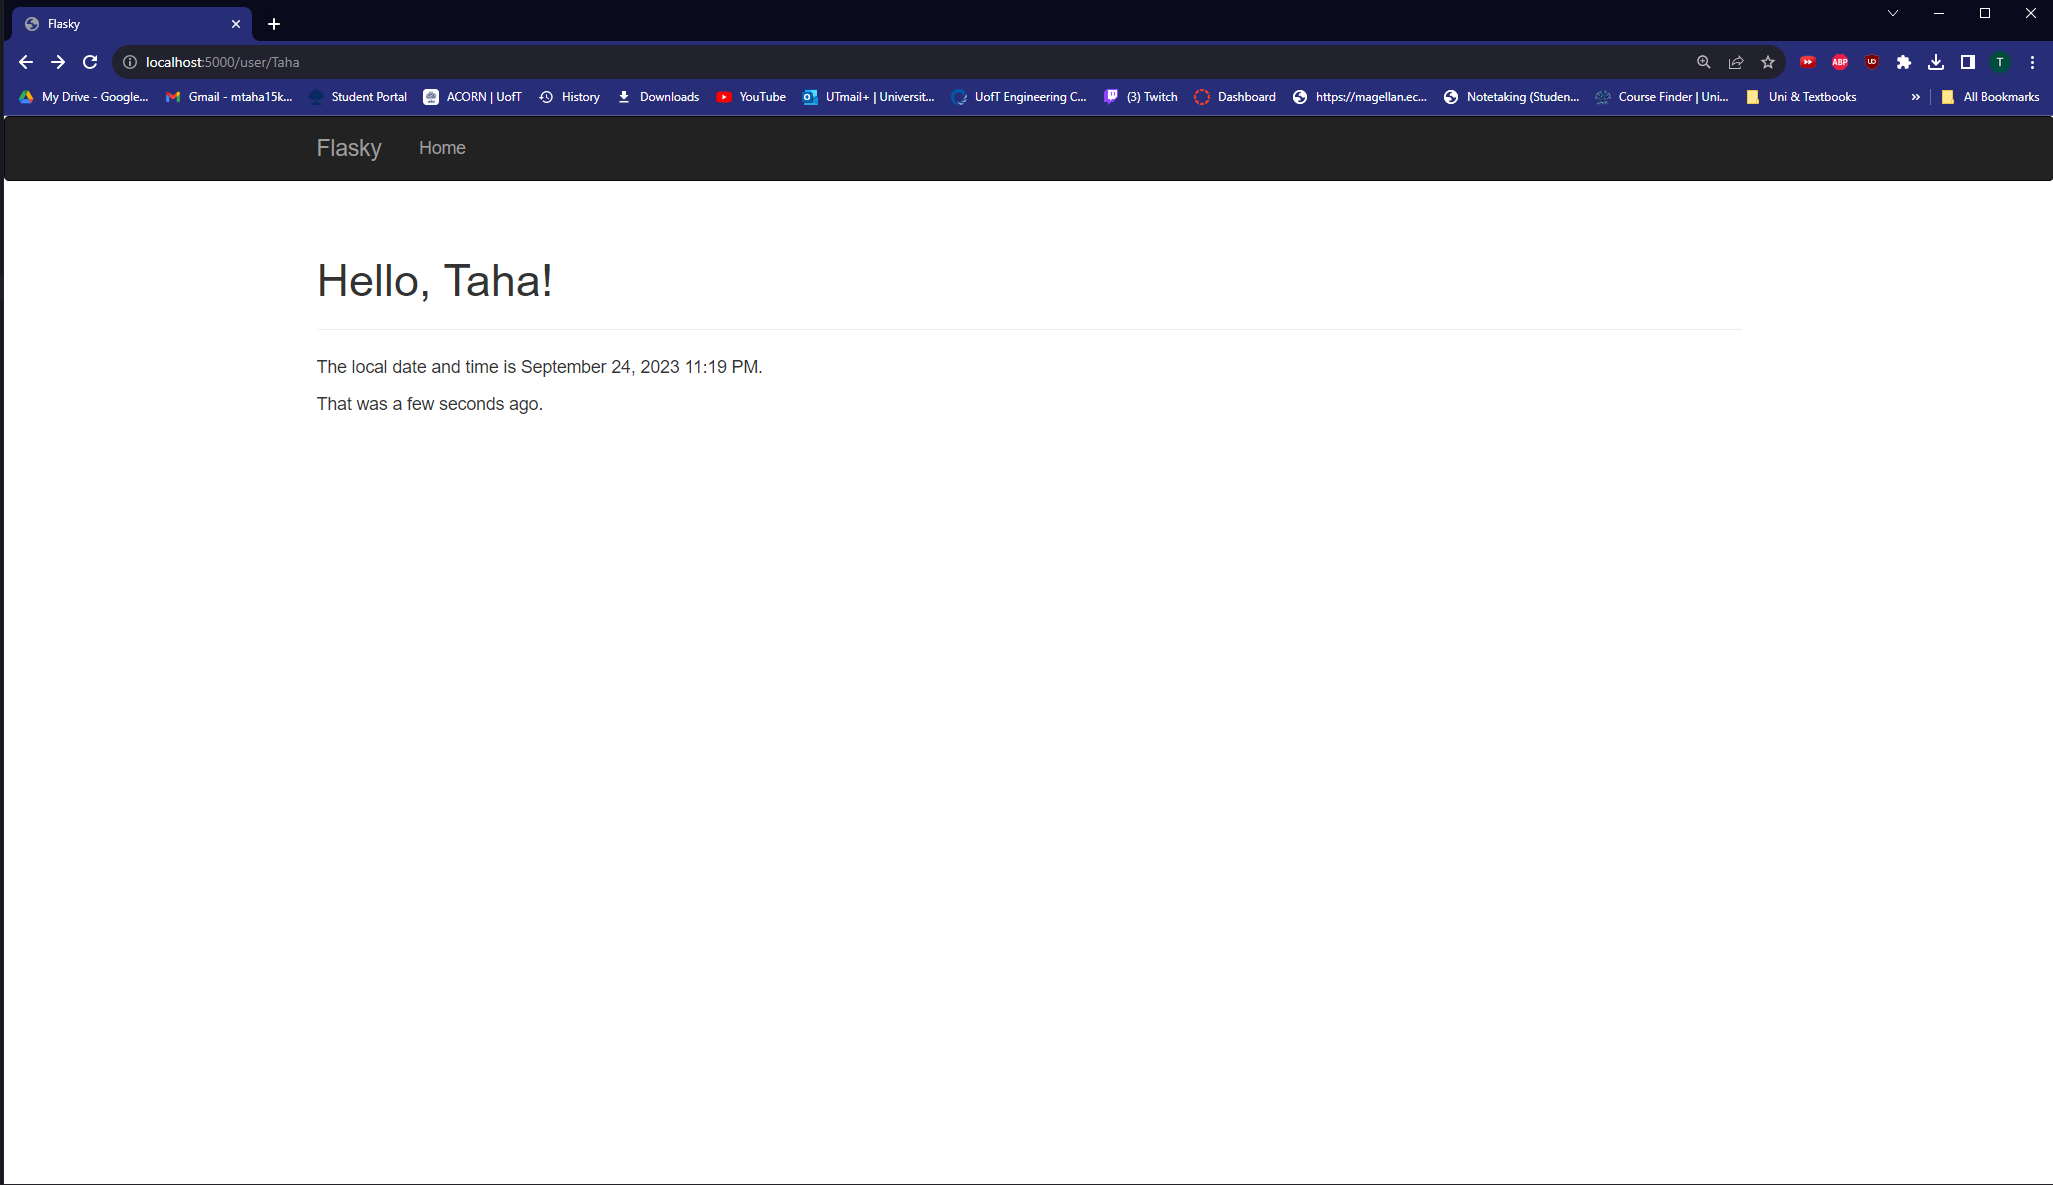 Flasky
localhost:5000/user/Taha
ABP
UD
T
My Drive - Google... Gmail - mtaha15k... Student Portal ACORN | UofT History Downloads YouTube UTmail+ | Universit... UofT Engineering C... (3) Twitch Dashboard https://magellan.ec... Notetaking (Studen... Course Finder | Uni... Uni & Textbooks » All Bookmarks
Flasky Home
Hello, Taha!
The local date and time is September 24, 2023 11:19 PM.
That was a few seconds ago.